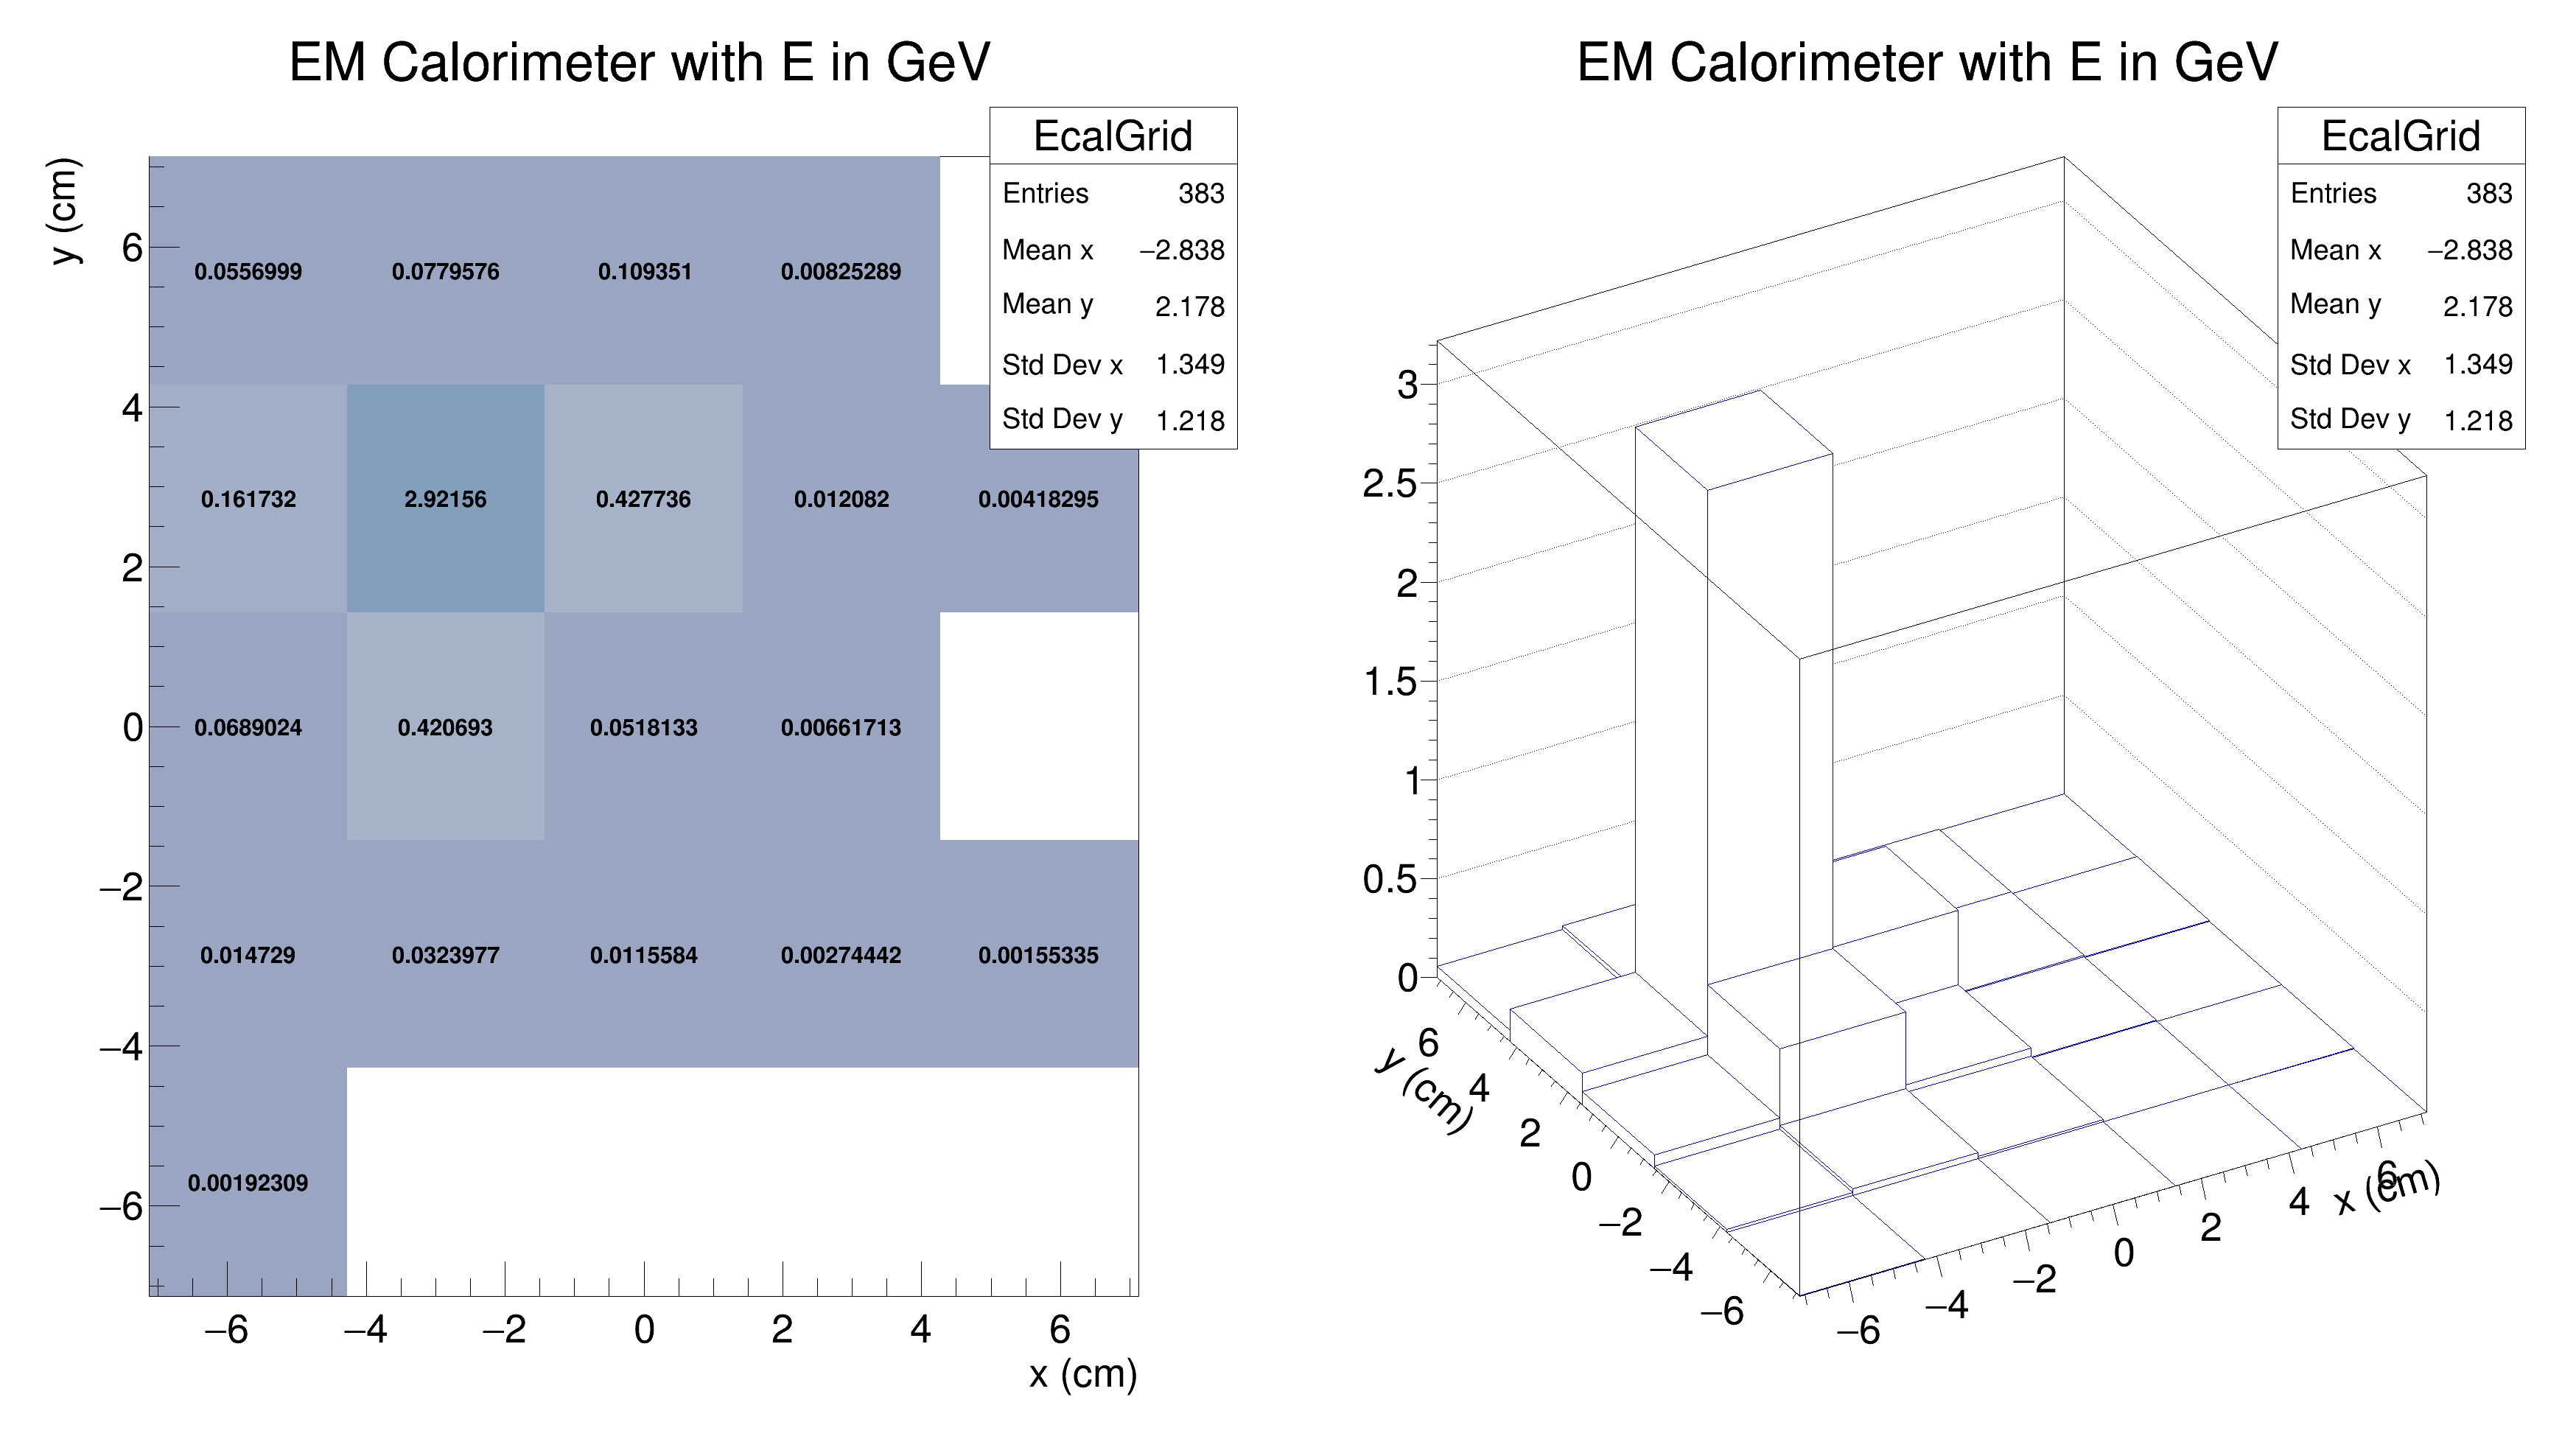 EM Calorimeter with E in GeV
EcalGrid
Entries 383
Mean x −2.838
Mean y 2.178
Std Dev x 1.349
Std Dev y 1.218
y (cm)
6
4
2
0
−2
−4
−6
0.0556999 0.0779576 0.109351 0.00825289
0.161732 2.92156 0.427736 0.012082 0.00418295
0.0689024 0.420693 0.0518133 0.00661713
0.014729 0.0323977 0.0115584 0.00274442 0.00155335
0.00192309
−6 −4 −2 0 2 4 6
x (cm)
EM Calorimeter with E in GeV
EcalGrid
Entries 383
Mean x −2.838
Mean y 2.178
Std Dev x 1.349
Std Dev y 1.218
3
2.5
2
1.5
1
0.5
0
6
4
2
0
−2
−4
−6
y (cm)
−6
−4
−2
0
2
4
6
x (cm)